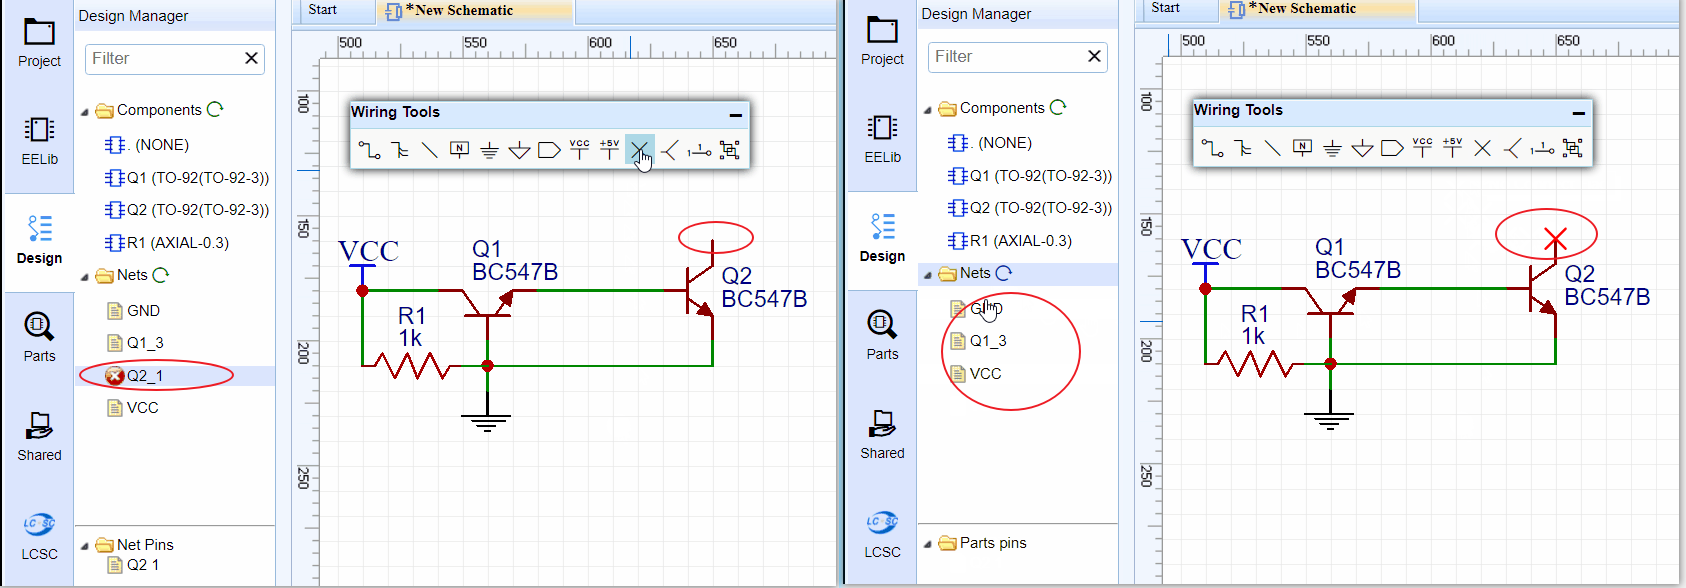 Project
EELib
Design
Parts
Shared
LCSC
LCSC
Design Manager
Filter
Components
. (NONE)
Q1 (TO-92(TO-92-3))
Q2 (TO-92(TO-92-3))
R1 (AXIAL-0.3)
Nets
GND
Q1_3
Q2_1
VCC
Net Pins
Q2 1
Start
*New Schematic
500
550
600
650
100
150
200
250
Wiring Tools
N
VCC
+5V
1
VCC
Q1
BC547B
Q2
BC547B
R1
1k
Project
EELib
Design
Parts
Shared
LCSC
LCSC
Design Manager
Filter
Components
. (NONE)
Q1 (TO-92(TO-92-3))
Q2 (TO-92(TO-92-3))
R1 (AXIAL-0.3)
Nets
GND
Q1_3
VCC
Parts pins
Start
*New Schematic
500
550
600
650
100
150
200
250
Wiring Tools
N
VCC
+5V
1
VCC
Q1
BC547B
Q2
BC547B
R1
1k